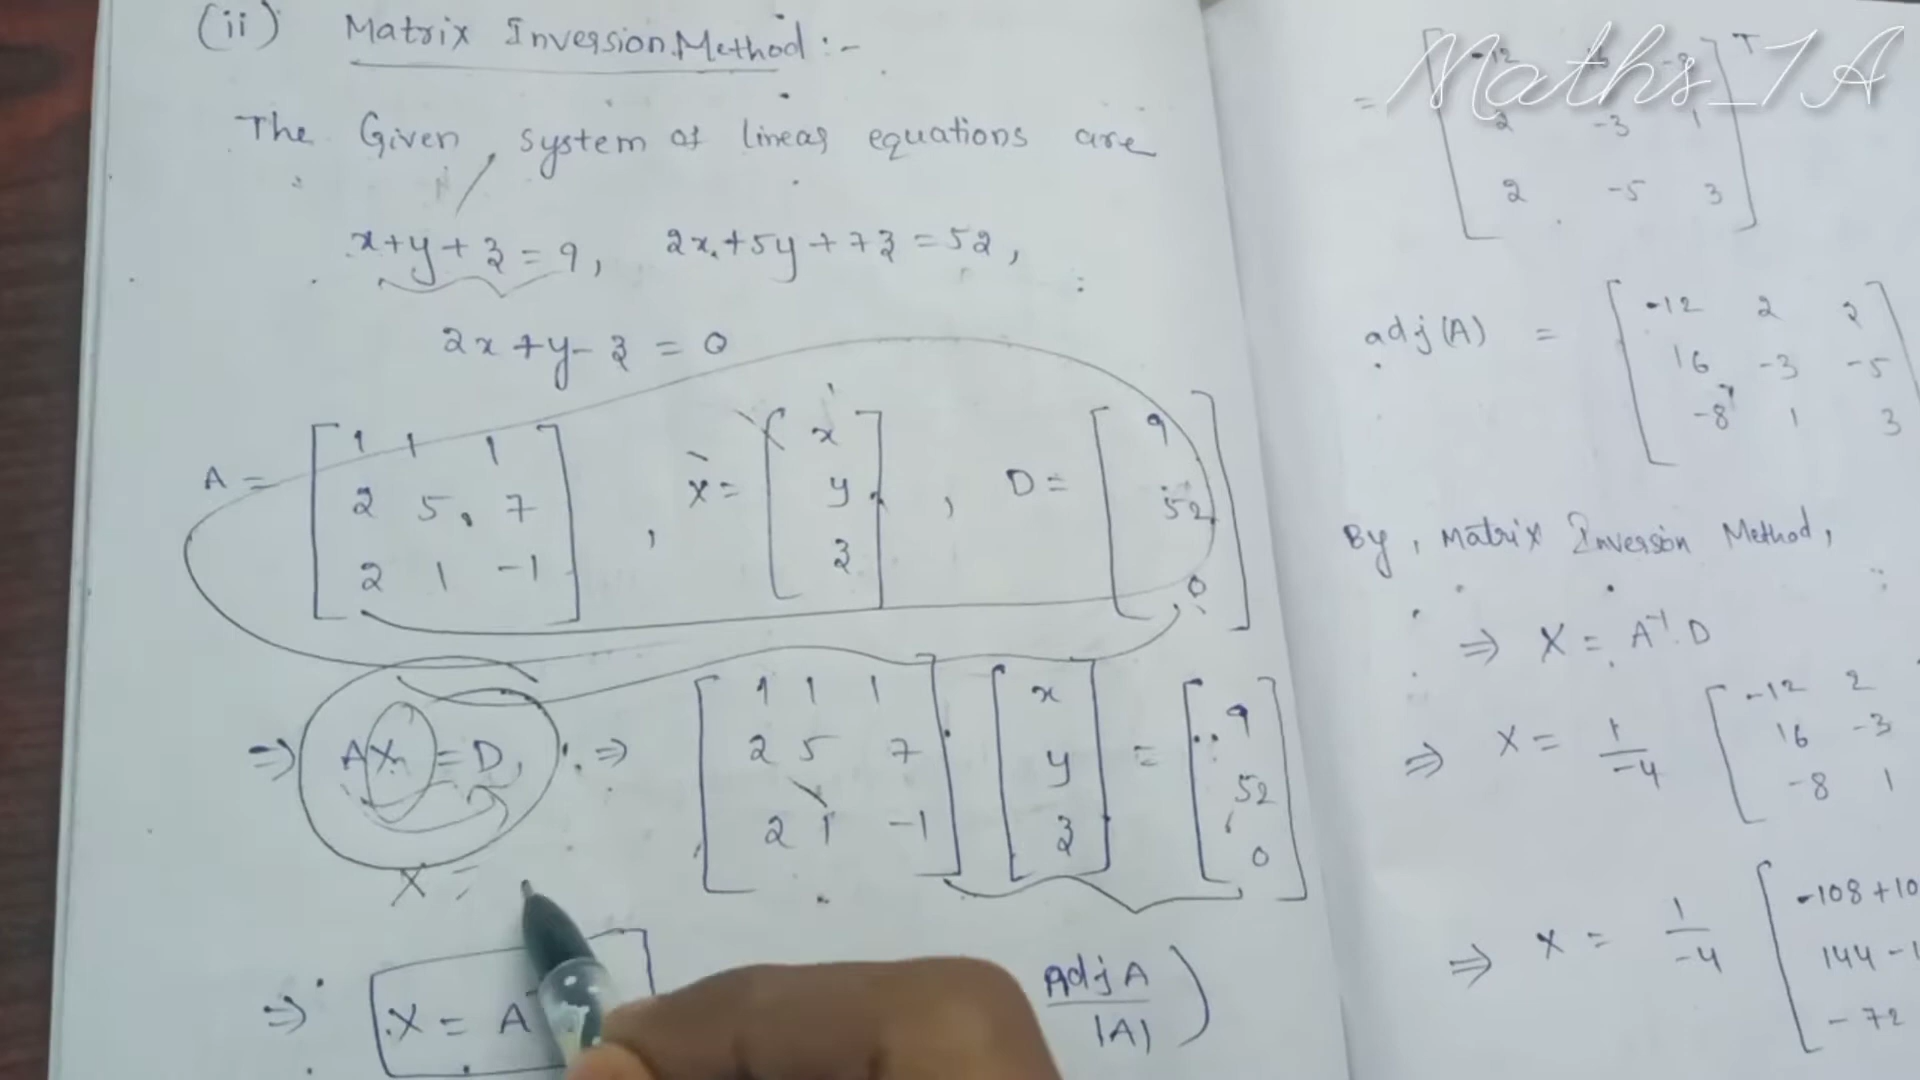 (ii) Matrix Inversion Method :-
The Given system of linear equations are
x+y+z=9, 2x+5y+7z=52,
2x+y-z=0
A = [1 1 1
2 5 7
2 1 -1], X = [x
y
z], D = [9
52
0]
⇒ AX=D, ⇒ [1 1 1
2 5 7
2 1 -1] [x
y
z] = [9
52
0]
X =
⇒ X = A
Adj A
|A| )
Maths_1A
= [-12
2 -3 1
2 -5 3]T
adj(A) = [-12 2 2
16 -3 -5
-8 1 3
By, Matrix Inversion Method,
⇒ X = A⁻¹.D
⇒ X = 1/-4 [-12 2
16 -3
-8 1
⇒ X = 1/-4 [-108+10
144-1
-72